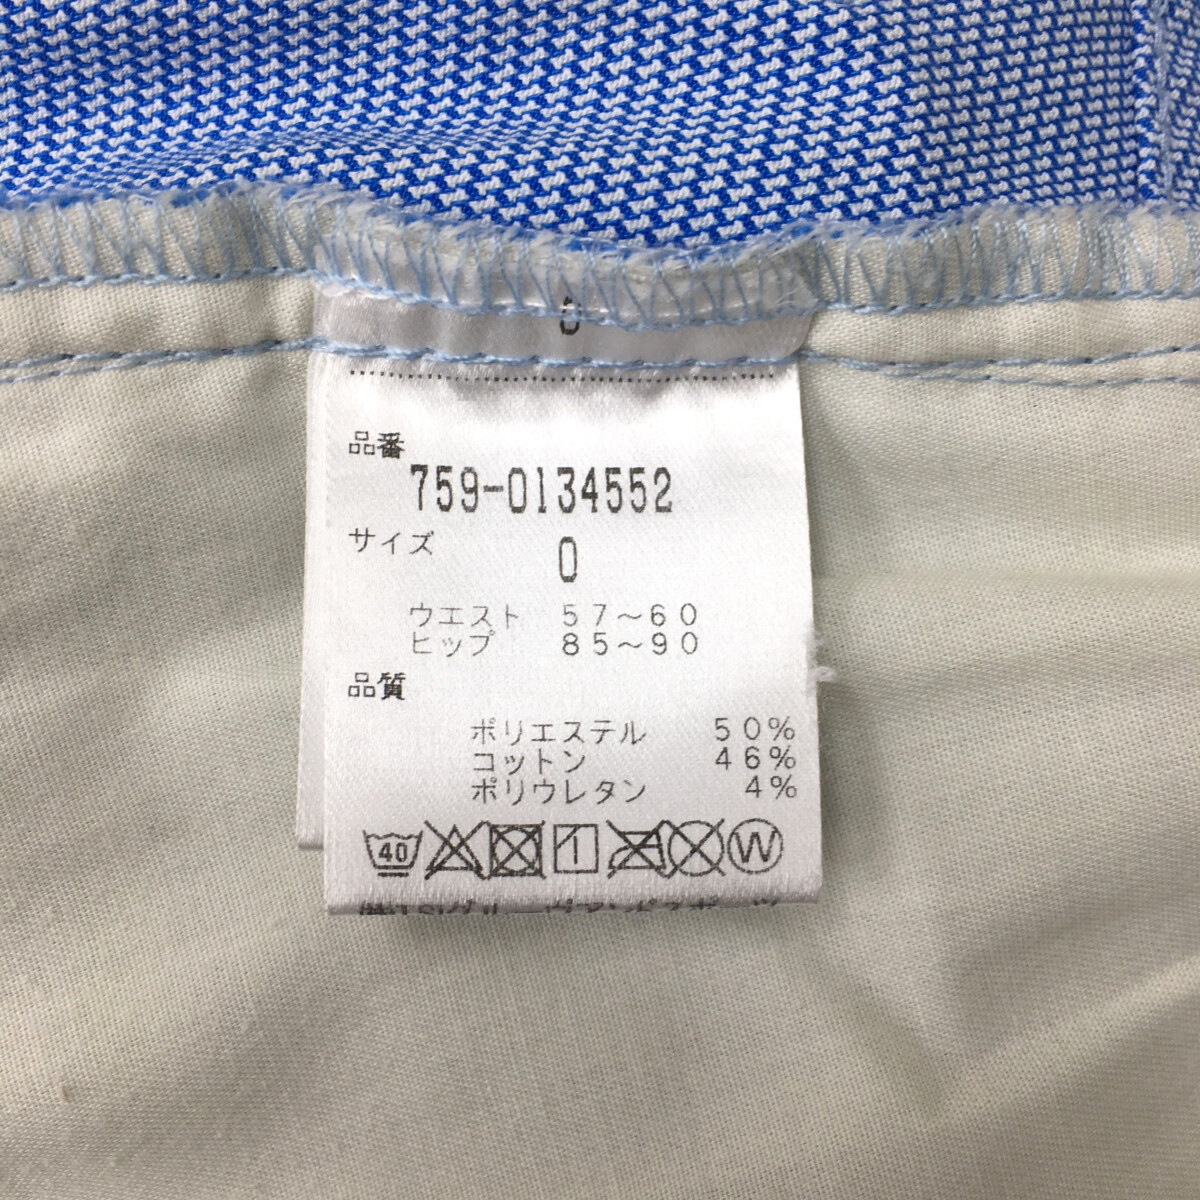 0
品番
759-0134552
サイズ
0
ウエスト 57～60
ヒップ 85～90
品質
ポリエステル 50%
コットン 46%
ポリウレタン 4%
40
W